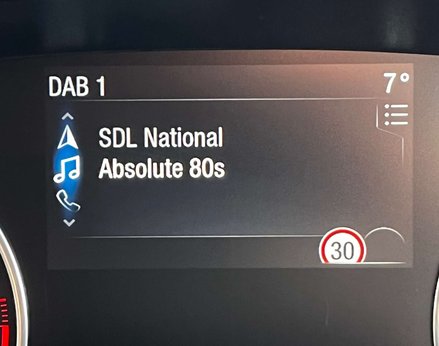 DAB 1
7°
SDL National
Absolute 80s
30